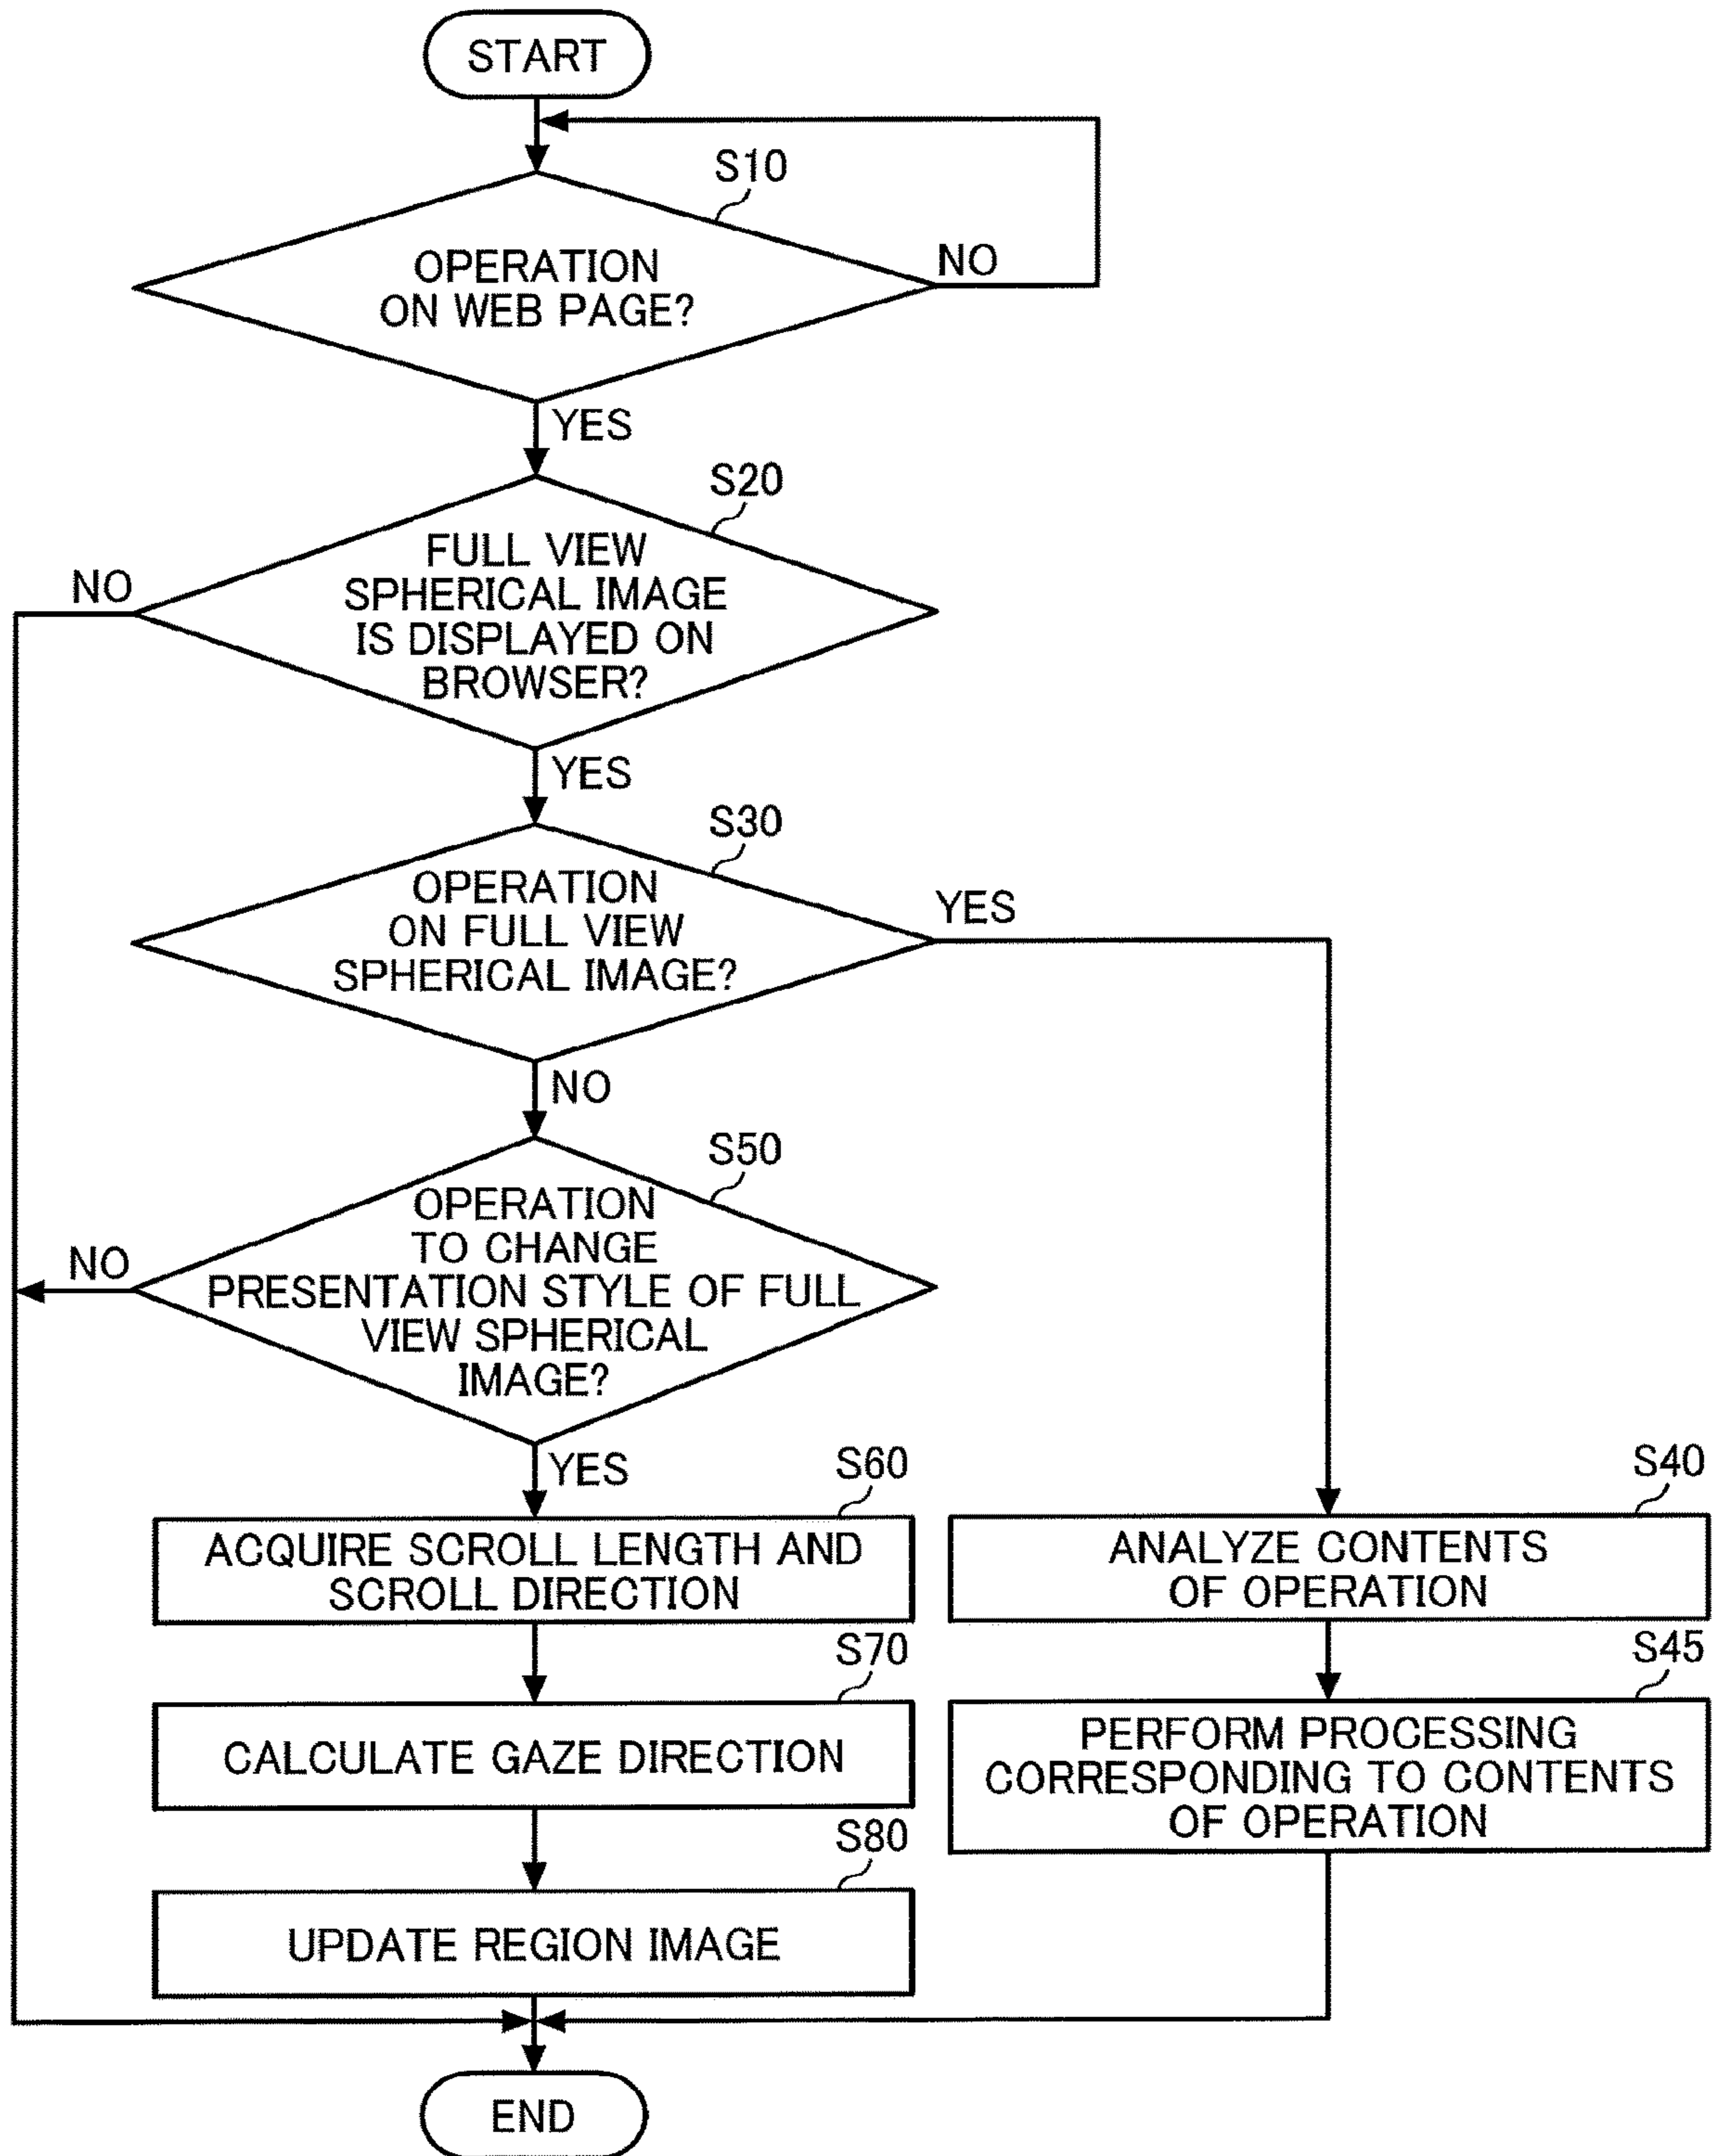 START
S10
OPERATION
ON WEB PAGE?
NO
YES
S20
FULL VIEW
SPHERICAL IMAGE
IS DISPLAYED ON
BROWSER?
NO
YES
S30
OPERATION
ON FULL VIEW
SPHERICAL IMAGE?
YES
NO
S50
OPERATION
TO CHANGE
PRESENTATION STYLE OF FULL
VIEW SPHERICAL
IMAGE?
NO
YES
S60
ACQUIRE SCROLL LENGTH AND
SCROLL DIRECTION
S40
ANALYZE CONTENTS
OF OPERATION
S70
CALCULATE GAZE DIRECTION
S45
PERFORM PROCESSING
CORRESPONDING TO CONTENTS
OF OPERATION
S80
UPDATE REGION IMAGE
END